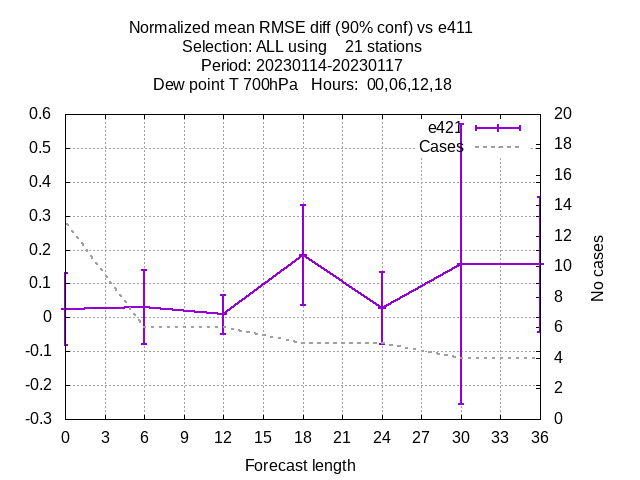 Normalized mean RMSE diff (90% conf) vs e411
Selection: ALL using    21 stations
Period: 20230114-20230117
Dew point T 700hPa   Hours:  00,06,12,18
e421
Cases
0.6
0.5
0.4
0.3
0.2
0.1
0
-0.1
-0.2
-0.3
20
18
16
14
12
10
8
6
4
2
0
No cases
0 3 6 9 12 15 18 21 24 27 30 33 36
Forecast length